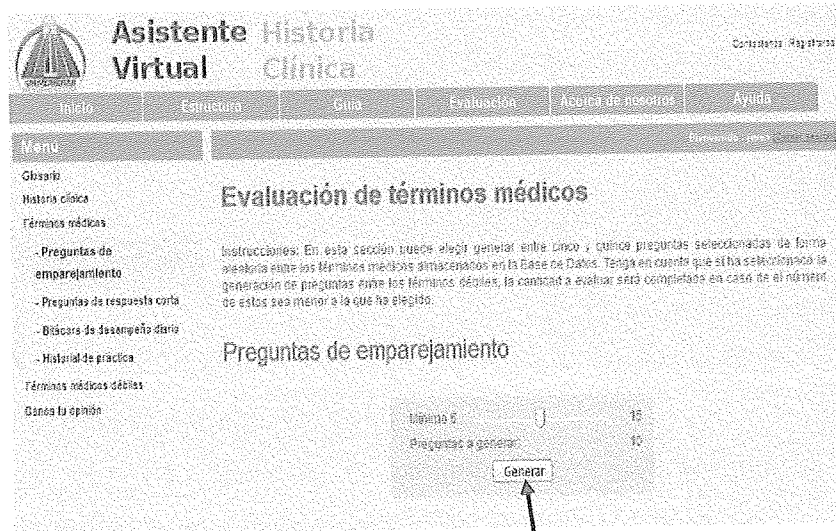 Asistente Historia
Virtual Clínica
Registrarse
Inicio Estructura Guía Evaluación Acerca de nosotros Ayuda
Menú
Glosario
Historia clínica
Términos médicos
- Preguntas de
emparejamiento
- Preguntas de respuesta corta
- Bitácora de desempeño diario
- Historial de práctica
Términos médicos débiles
Danos tu opinión
Evaluación de términos médicos
Instrucciones: En esta sección puede elegir generar entre cinco y quince preguntas seleccionadas de forma
aleatoria entre los términos médicos almacenados en la Base de Datos. Tenga en cuenta que si ha seleccionado la
generación de preguntas entre los términos débiles, la cantidad a evaluar será completada en caso de el número
de estos sea menor a la que ha elegido.
Preguntas de emparejamiento
Mínimo 5 15
Preguntas a generar: 10
Generar